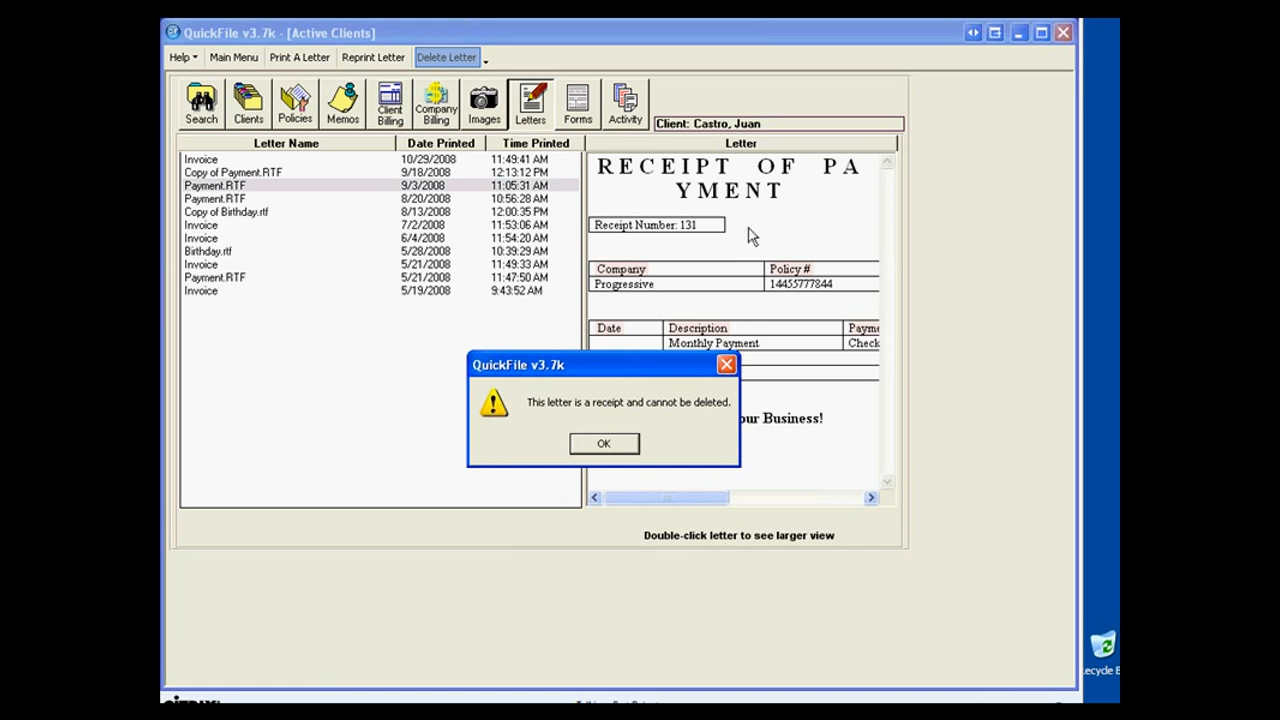 QuickFile v3.7k - [Active Clients]
Help Main Menu Print A Letter Reprint Letter Delete Letter
Search Clients Policies Memos Client Billing Company Billing Images Letters Forms Activity
Client: Castro, Juan
Letter Name Date Printed Time Printed Letter
Invoice 10/29/2008 11:49:41 AM
Copy of Payment.RTF 9/18/2008 12:13:12 PM
Payment.RTF 9/3/2008 11:05:31 AM
Payment.RTF 8/20/2008 10:56:28 AM
Copy of Birthday.rtf 8/13/2008 12:00:35 PM
Invoice 7/2/2008 11:53:06 AM
Invoice 6/4/2008 11:54:20 AM
Birthday.rtf 5/28/2008 10:39:29 AM
Invoice 5/21/2008 11:49:33 AM
Payment.RTF 5/21/2008 11:47:50 AM
Invoice 5/19/2008 9:43:52 AM
RECEIPT OF PA
YMENT
Receipt Number: 131
Company Policy #
Progressive 14455777844
Date Description Payme
Monthly Payment Check
our Business!
QuickFile v3.7k
This letter is a receipt and cannot be deleted.
OK
Double-click letter to see larger view
ecycle B